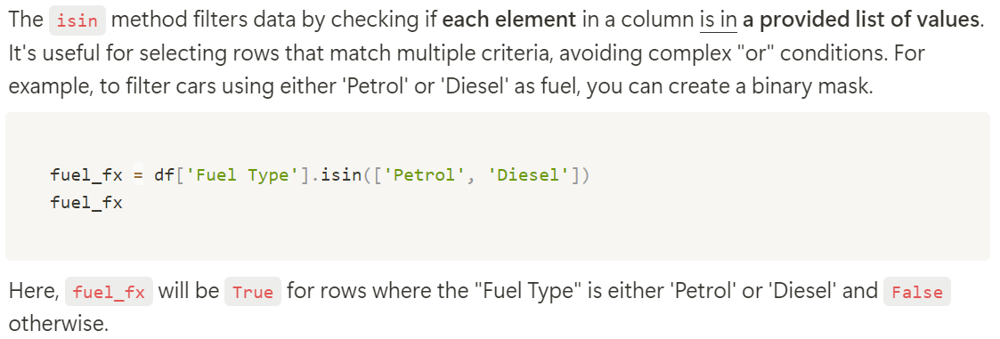 The isin method filters data by checking if each element in a column is in a provided list of values.
It's useful for selecting rows that match multiple criteria, avoiding complex "or" conditions. For
example, to filter cars using either 'Petrol' or 'Diesel' as fuel, you can create a binary mask.
fuel_fx = df['Fuel Type'].isin(['Petrol', 'Diesel'])
fuel_fx
Here, fuel_fx will be True for rows where the "Fuel Type" is either 'Petrol' or 'Diesel' and False
otherwise.